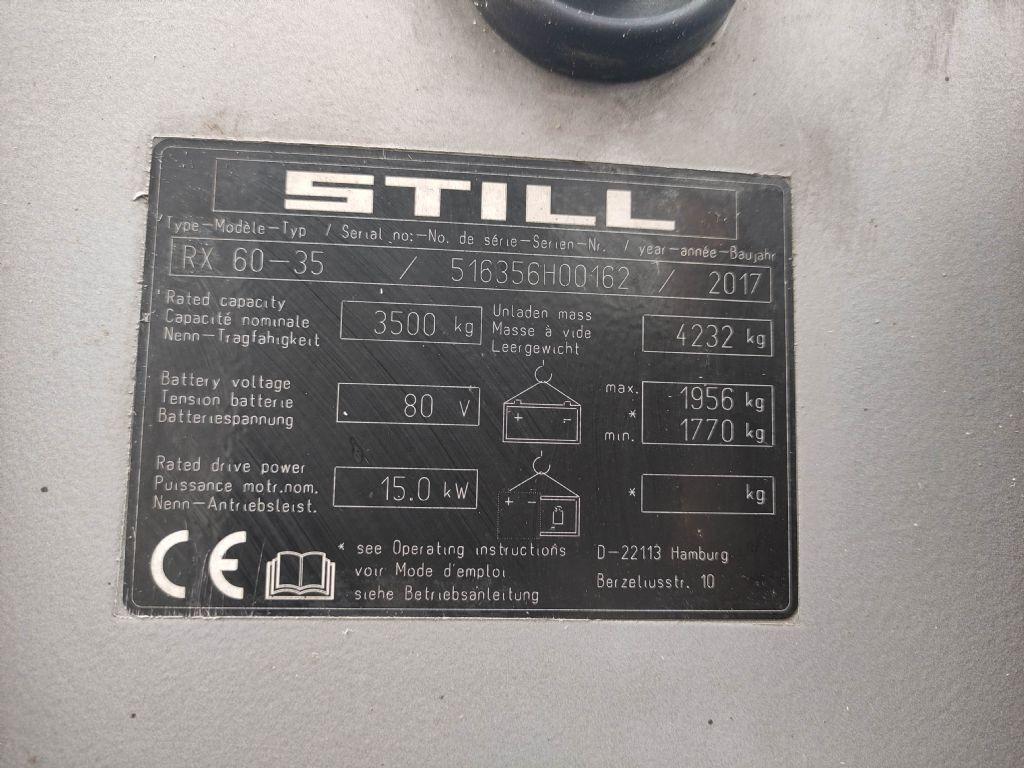 STILL
Type-Modèle-Typ / Serial no:-No. de série-Serien-Nr. / year-année-Baujahr
RX 60-35 / 516356H00162 / 2017
Rated capacity
Capacité nominale
Nenn-Tragfähigkeit
3500 kg
Unladen mass
Masse à vide
Leergewicht
4232 kg
Battery voltage
Tension batterie
Batteriespannung
80 V
+ -
max. 1956 kg
*
min. 1770 kg
Rated drive power
Puissance motr.nom.
Nenn-Antriebsleist.
15.0 kW
+ -
* kg
CE
* see Operating instructions
voir Mode d'emploi
siehe Betriebsanleitung
D-22113 Hamburg
Berzeliusstr. 10